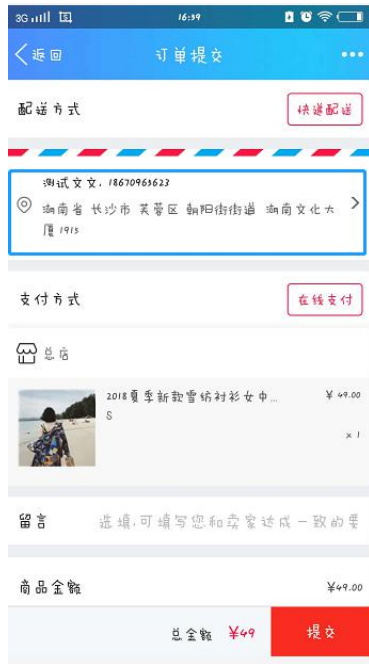 3G 16:59
返回 订单提交
配送方式 快递配送
测试文文，18670965623
湖南省 长沙市 芙蓉区 朝阳街街道 湖南文化大
厦 1915
支付方式 在线支付
总店
2018夏季新款雪纺衬衫女中... ￥ 49.00
S
x 1
留言 选填,可填写您和卖家达成一致的要
商品金额 ￥49.00
总金额 ￥49 提交